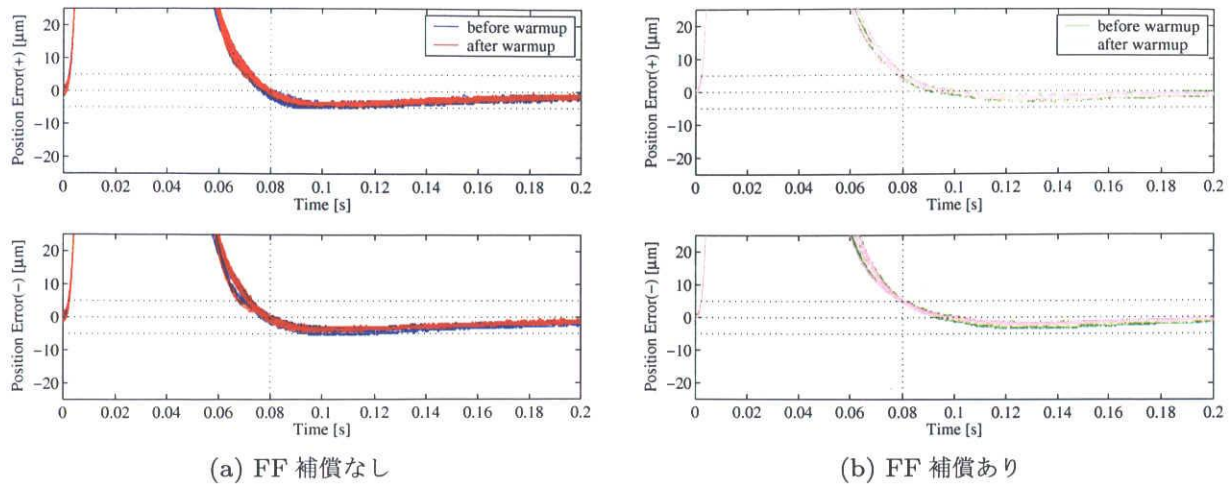 before warmup
after warmup
Position Error(+) [μm]
20
10
0
−10
−20
0 0.02 0.04 0.06 0.08 0.1 0.12 0.14 0.16 0.18 0.2
Time [s]
Position Error(−) [μm]
20
10
0
−10
−20
0 0.02 0.04 0.06 0.08 0.1 0.12 0.14 0.16 0.18 0.2
Time [s]
(a) FF 補償なし
before warmup
after warmup
Position Error(+) [μm]
20
10
0
−10
−20
0 0.02 0.04 0.06 0.08 0.1 0.12 0.14 0.16 0.18 0.2
Time [s]
Position Error(−) [μm]
20
10
0
−10
−20
0 0.02 0.04 0.06 0.08 0.1 0.12 0.14 0.16 0.18 0.2
Time [s]
(b) FF 補償あり